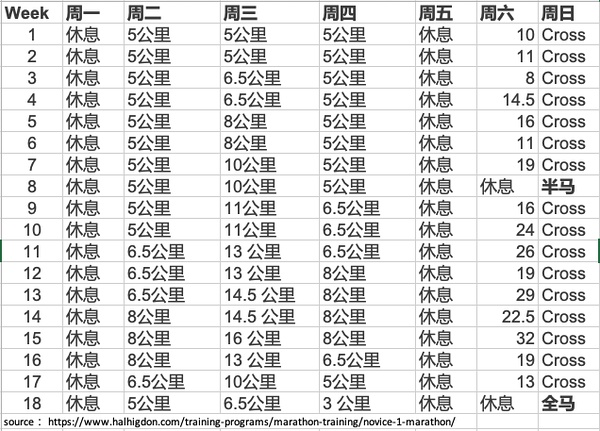 Week 周一 周二 周三 周四 周五 周六 周日
1 休息 5公里 5公里 5公里 休息 10 Cross
2 休息 5公里 5公里 5公里 休息 11 Cross
3 休息 5公里 6.5公里 5公里 休息 8 Cross
4 休息 5公里 6.5公里 5公里 休息 14.5 Cross
5 休息 5公里 8公里 5公里 休息 16 Cross
6 休息 5公里 8公里 5公里 休息 11 Cross
7 休息 5公里 10公里 5公里 休息 19 Cross
8 休息 5公里 10公里 5公里 休息 休息 半马
9 休息 5公里 11公里 6.5公里 休息 16 Cross
10 休息 5公里 11公里 6.5公里 休息 24 Cross
11 休息 6.5公里 13 公里 6.5公里 休息 26 Cross
12 休息 6.5公里 13 公里 8公里 休息 19 Cross
13 休息 6.5公里 14.5 公里 8公里 休息 29 Cross
14 休息 8公里 14.5 公里 8公里 休息 22.5 Cross
15 休息 8公里 16 公里 8公里 休息 32 Cross
16 休息 8公里 13 公里 6.5公里 休息 19 Cross
17 休息 6.5公里 10公里 5公里 休息 13 Cross
18 休息 5公里 6.5公里 3 公里 休息 休息 全马
source ：https://www.halhigdon.com/training-programs/marathon-training/novice-1-marathon/